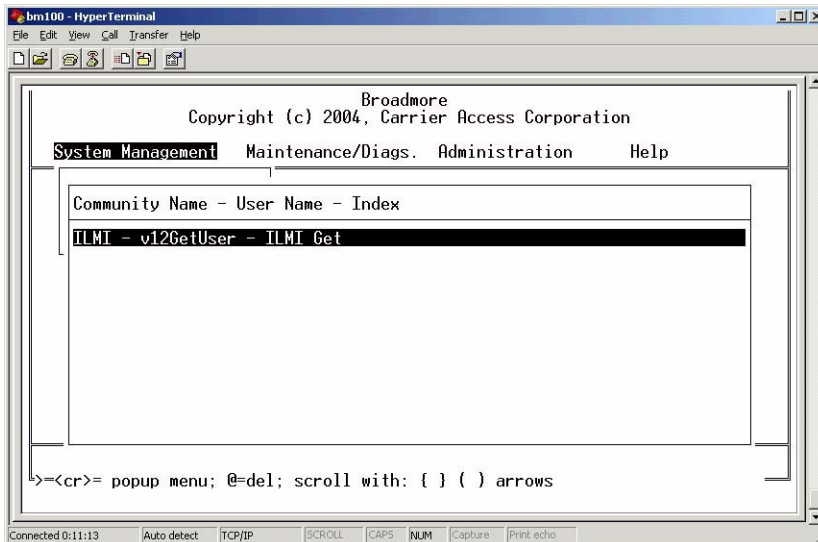 bm100 - HyperTerminal
File Edit View Call Transfer Help
Broadmore
Copyright (c) 2004, Carrier Access Corporation
System Management Maintenance/Diags. Administration Help
Community Name - User Name - Index
ILMI - v12GetUser - ILMI Get
>=<cr>= popup menu; @=del; scroll with: { } ( ) arrows
Connected 0:11:13 Auto detect TCP/IP SCROLL CAPS NUM Capture Print echo